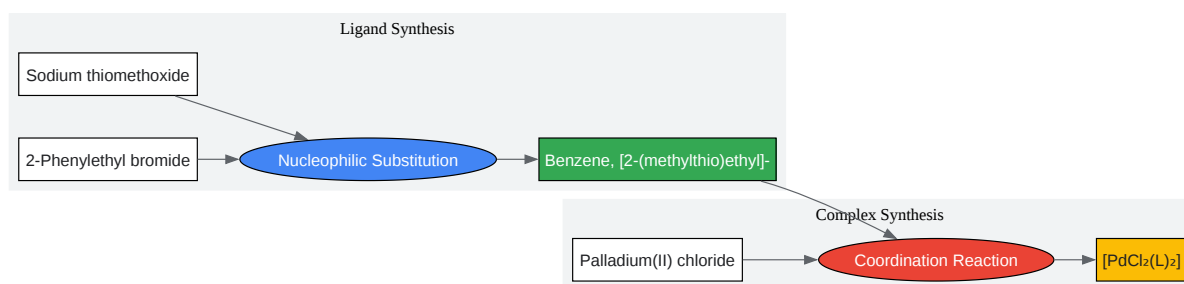 Ligand Synthesis
Sodium thiomethoxide
2-Phenylethyl bromide
Nucleophilic Substitution
Benzene, [2-(methylthio)ethyl]-
Complex Synthesis
Palladium(II) chloride
Coordination Reaction
[PdCl₂(L)₂]